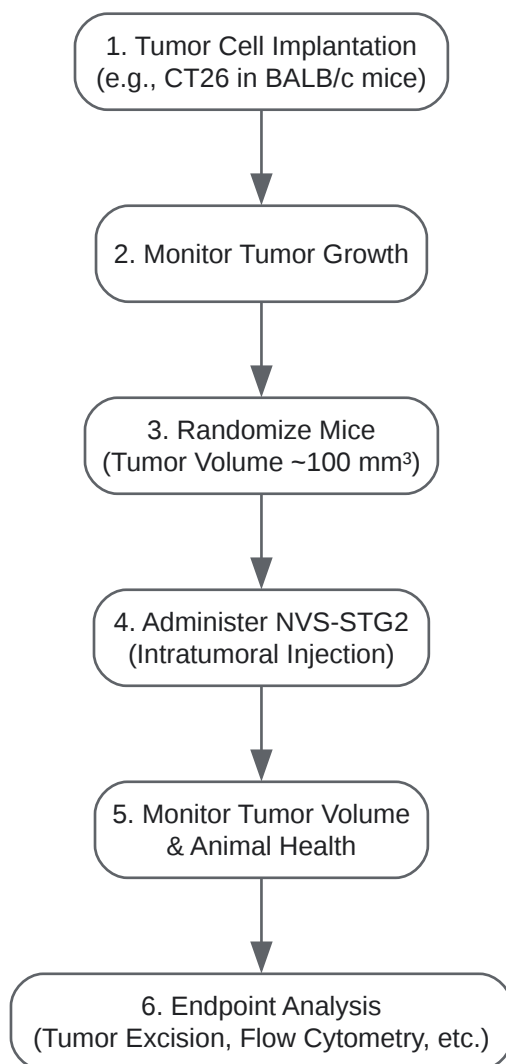 1. Tumor Cell Implantation
(e.g., CT26 in BALB/c mice)
2. Monitor Tumor Growth
3. Randomize Mice
(Tumor Volume ~100 mm³)
4. Administer NVS-STG2
(Intratumoral Injection)
5. Monitor Tumor Volume
& Animal Health
6. Endpoint Analysis
(Tumor Excision, Flow Cytometry, etc.)